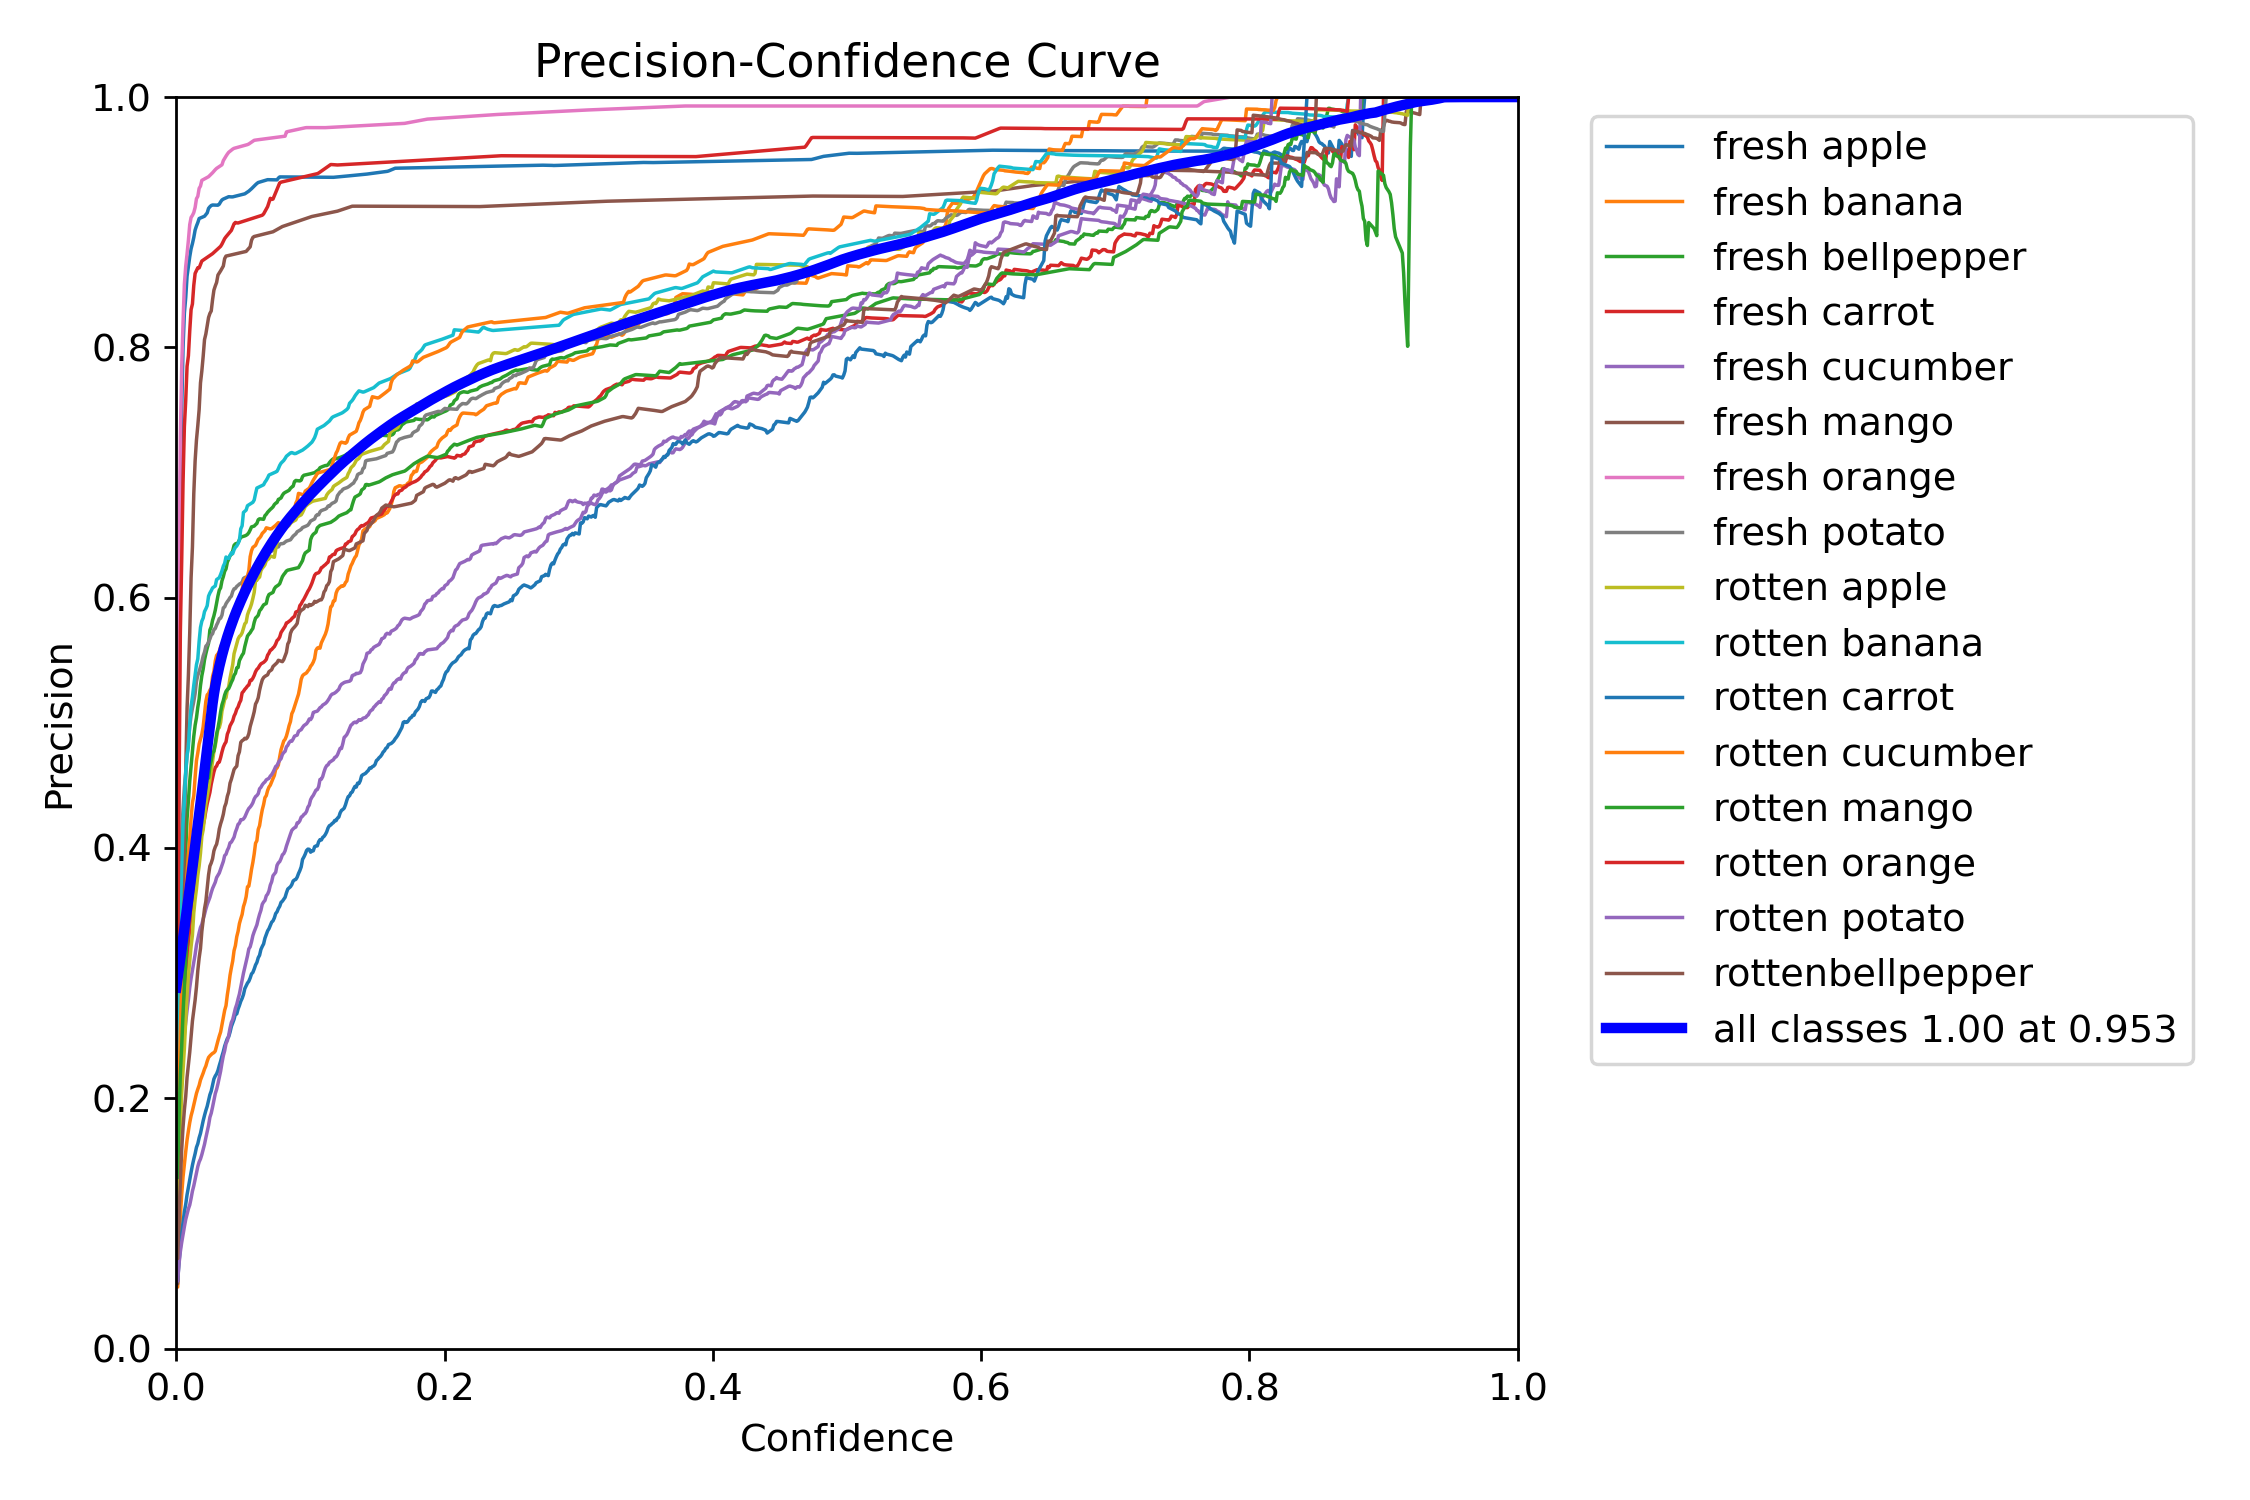 Precision-Confidence Curve
1.0
0.8
0.6
0.4
0.2
0.0
Precision
0.0 0.2 0.4 0.6 0.8 1.0
Confidence
fresh apple
fresh banana
fresh bellpepper
fresh carrot
fresh cucumber
fresh mango
fresh orange
fresh potato
rotten apple
rotten banana
rotten carrot
rotten cucumber
rotten mango
rotten orange
rotten potato
rottenbellpepper
all classes 1.00 at 0.953